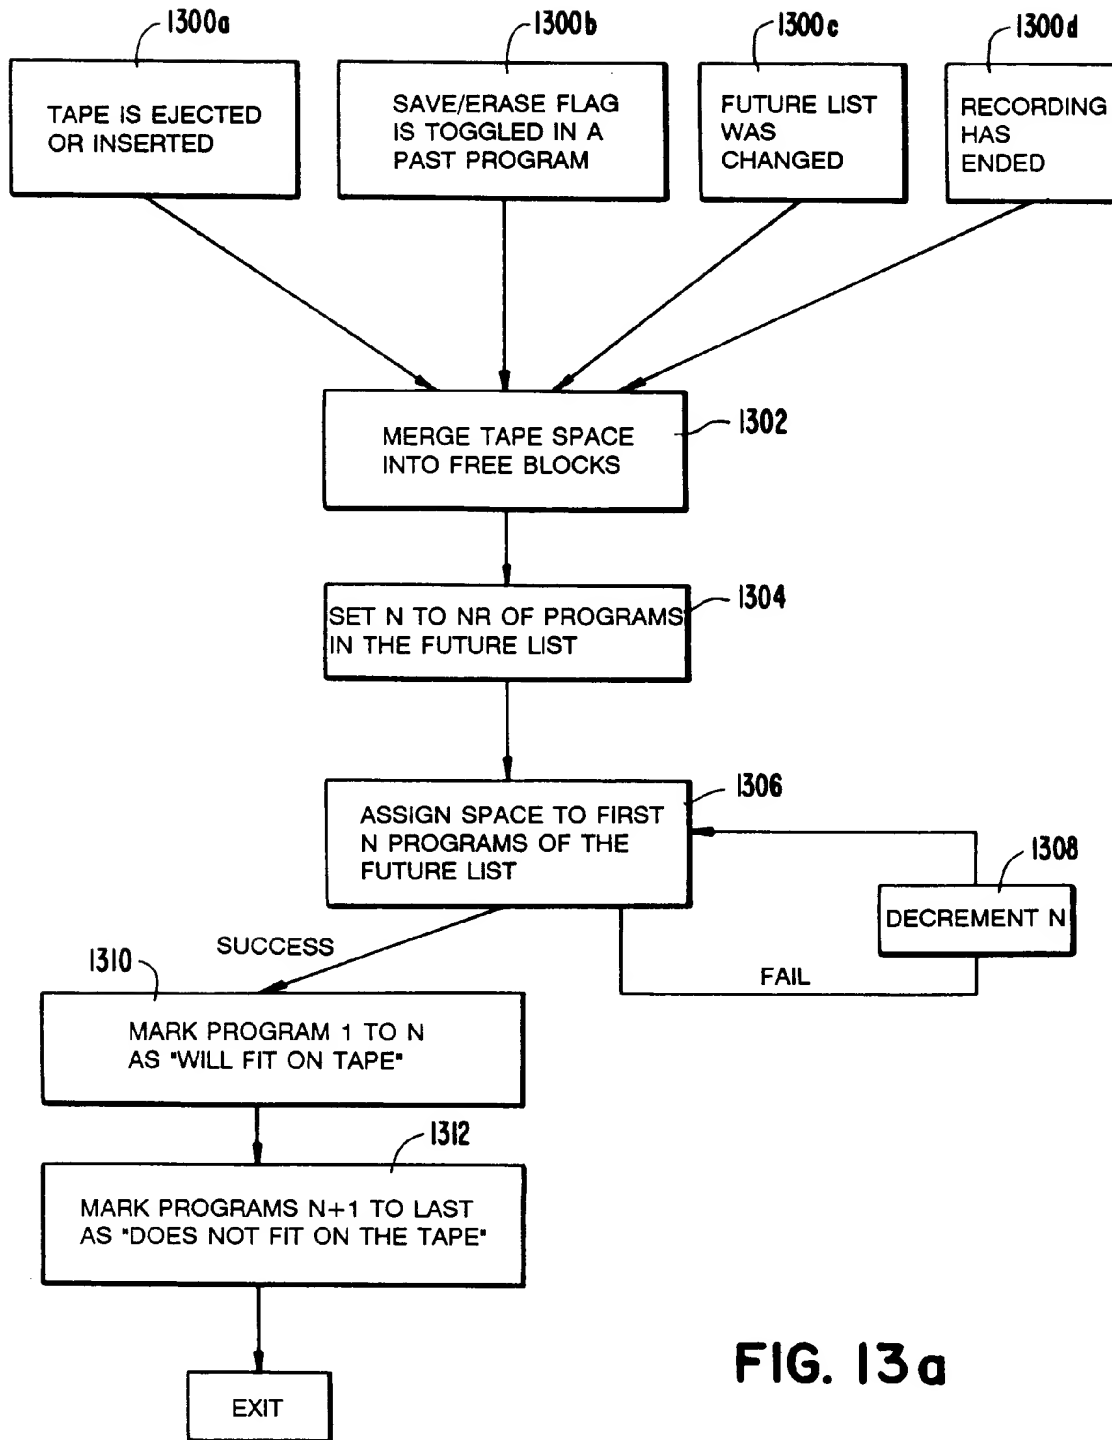 1300a
1300b
1300c
1300d
TAPE IS EJECTED
OR INSERTED
SAVE/ERASE FLAG
IS TOGGLED IN A
PAST PROGRAM
FUTURE LIST
WAS
CHANGED
RECORDING
HAS
ENDED
MERGE TAPE SPACE
INTO FREE BLOCKS
1302
SET N TO NR OF PROGRAMS
IN THE FUTURE LIST
1304
ASSIGN SPACE TO FIRST
N PROGRAMS OF THE
FUTURE LIST
1306
1308
DECREMENT N
SUCCESS
FAIL
1310
MARK PROGRAM 1 TO N
AS "WILL FIT ON TAPE"
1312
MARK PROGRAMS N+1 TO LAST
AS "DOES NOT FIT ON THE TAPE"
EXIT
FIG. 13a